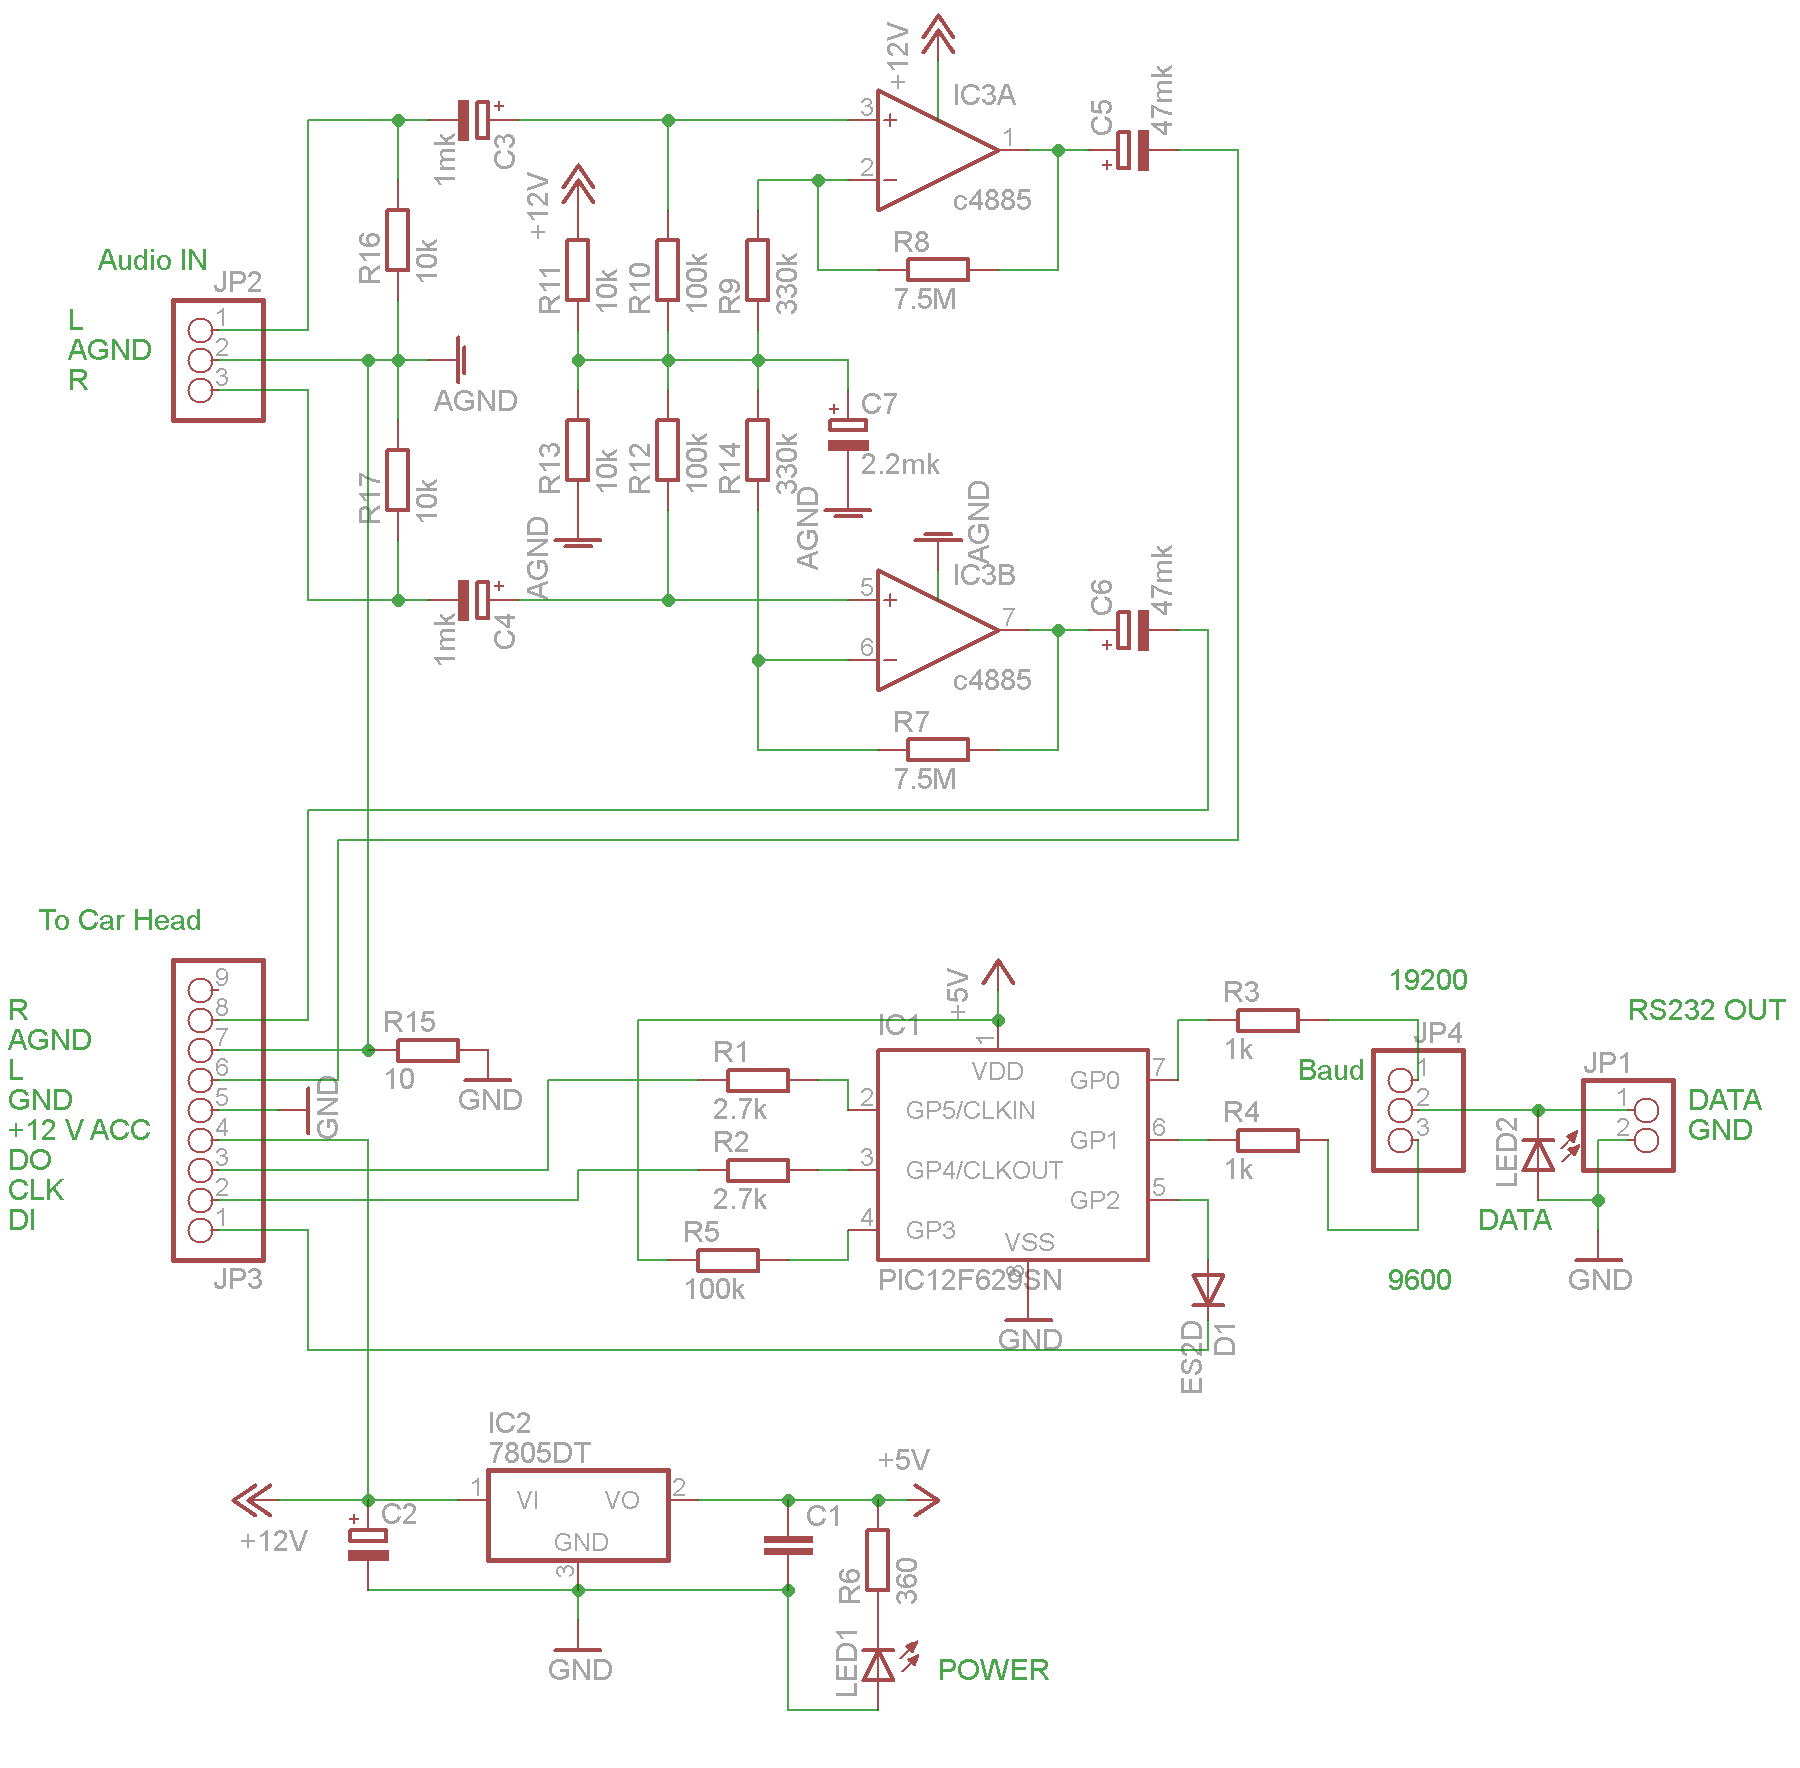 +12V
IC3A
3
+
2
−
1
c4885
C5
+
47mk
+
1mk
C3
+12V
R16
10k
R11
10k
R10
100k
R9
330k
R8
7.5M
Audio IN
JP2
L
1
AGND
2
R
3
AGND
R17
10k
R13
10k
R12
100k
R14
330k
+
C7
2.2mk
AGND
AGND
AGND
IC3B
5
+
6
−
7
c4885
C6
+
47mk
+
1mk
C4
R7
7.5M
To Car Head
9
R
8
AGND
7
L
6
GND
5
+12 V ACC
4
DO
3
CLK
2
DI
1
JP3
R15
10
GND
GND
R1
2.7k
R2
2.7k
R5
100k
+5V
IC1
1
VDD
GP0
7
2
GP5/CLKIN
GP1
6
3
GP4/CLKOUT
GP2
5
4
GP3
VSS
8
PIC12F629SN
GND
R3
1k
R4
1k
ES2D
D1
19200
JP4
Baud
1
2
3
9600
RS232 OUT
JP1
1
DATA
2
GND
LED2
DATA
GND
IC2
7805DT
1
VI
VO
2
GND
3
+12V
+
C2
GND
C1
+5V
R6
360
LED1
POWER